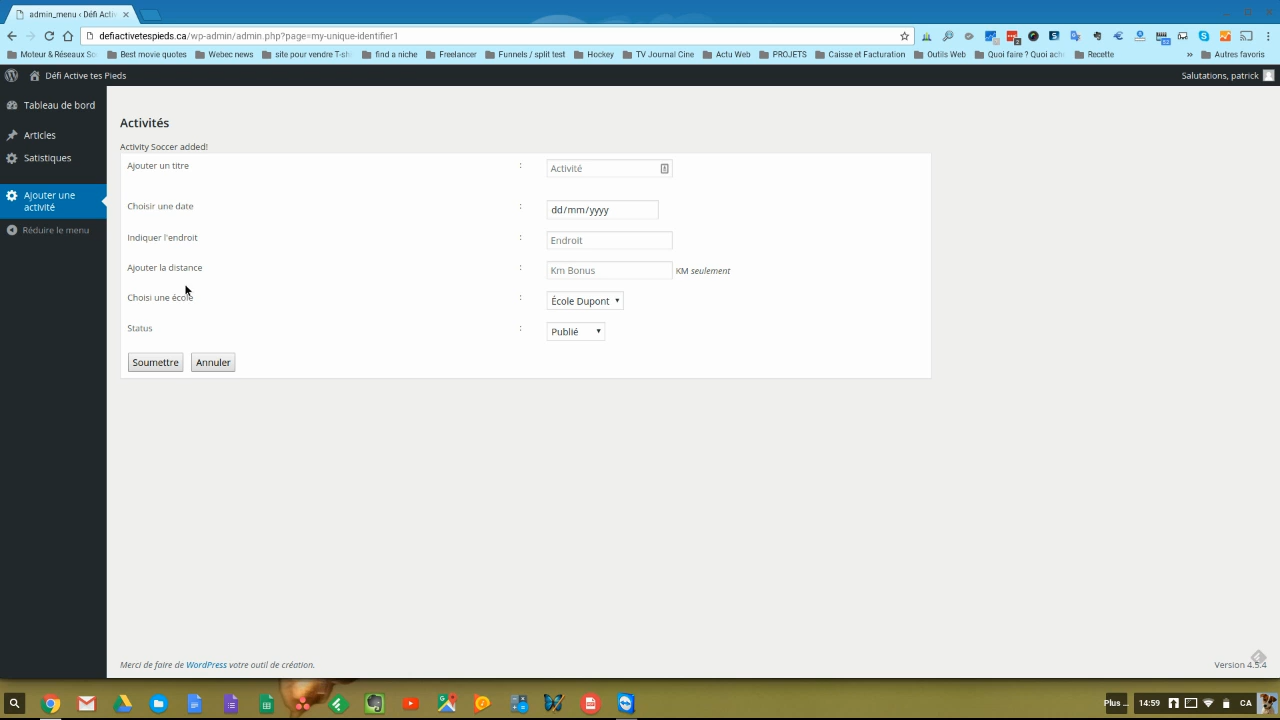 admin_menu ‹ Défi Activ
defiactivetespieds.ca/wp-admin/admin.php?page=my-unique-identifier1
Moteur & Réseaux So Best movie quotes Webec news site pour vendre T-sh find a niche Freelancer Funnels / split test Hockey TV Journal Cine Actu Web PROJETS Caisse et Facturation Outils Web Quoi faire ? Quoi ach Recette » Autres favoris
Défi Active tes Pieds Salutations, patrick
Tableau de bord
Articles
Satistiques
Ajouter une activité
Réduire le menu
Activités
Activity Soccer added!
Ajouter un titre : Activité
Choisir une date : dd/mm/yyyy
Indiquer l'endroit : Endroit
Ajouter la distance : Km Bonus KM seulement
Choisi une école : École Dupont
Status : Publié
Soumettre Annuler
Merci de faire de WordPress votre outil de création. Version 4.5.4
Plus ... 14:59 CA